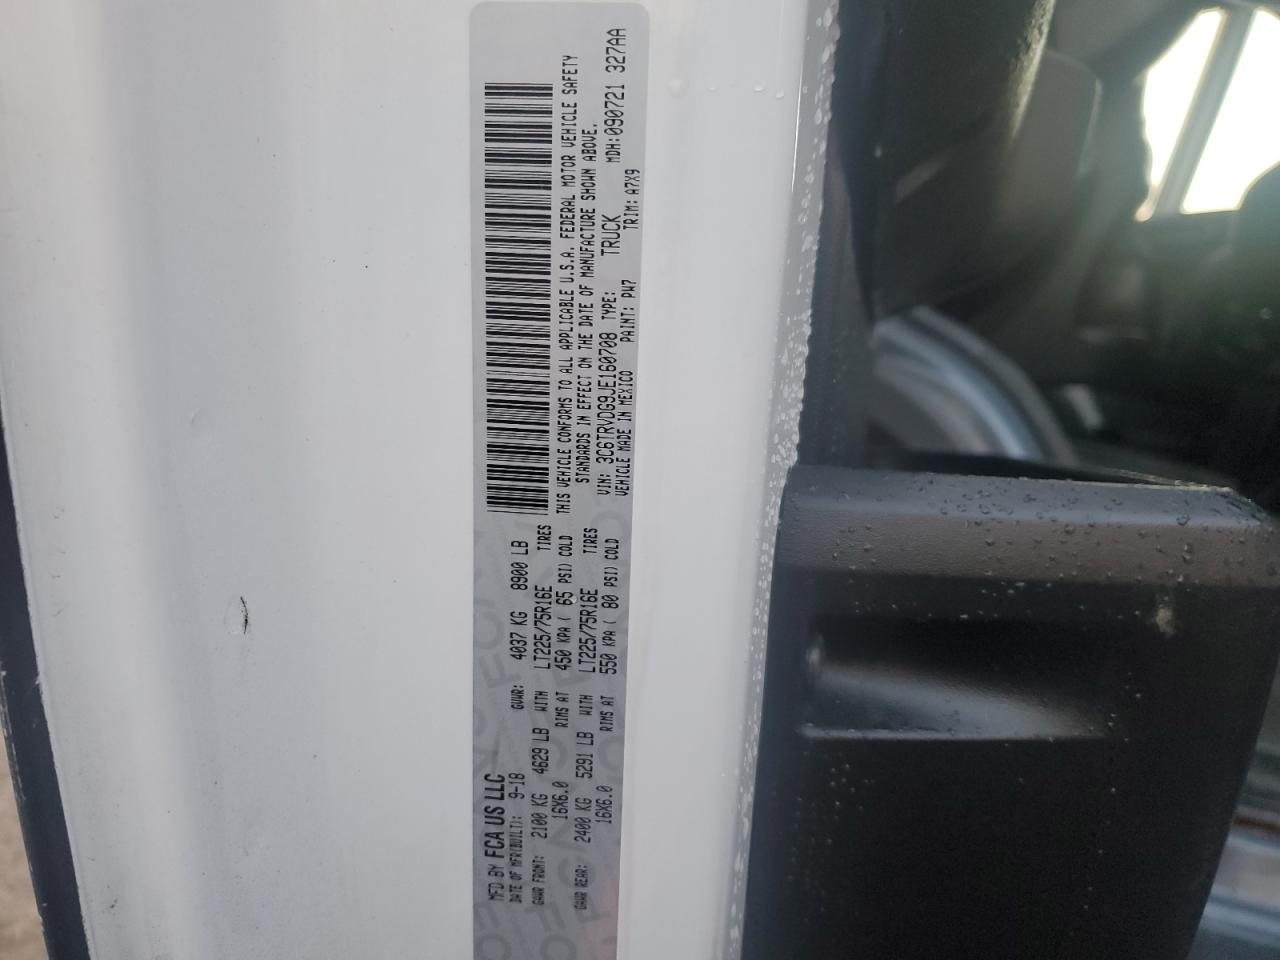 MFD BY FCA US LLC
DATE OF MFR(BUILT): 9-18 GVWR: 4037 KG 8900 LB
GAWR FRONT: 2100 KG 4629 LB WITH LT225/75R16E TIRES
16X6.0 RIMS AT 450 KPA ( 65 PSI) COLD
GAWR REAR: 2400 KG 5291 LB WITH LT225/75R16E TIRES
16X6.0 RIMS AT 550 KPA ( 80 PSI) COLD
THIS VEHICLE CONFORMS TO ALL APPLICABLE U.S.A. FEDERAL MOTOR VEHICLE SAFETY
STANDARDS IN EFFECT ON THE DATE OF MANUFACTURE SHOWN ABOVE.
VIN: 3C6TRVDG9JE160708 TYPE: TRUCK MDH:090721 327AA
VEHICLE MADE IN MEXICO PAINT: PW7 TRIM: A7X9